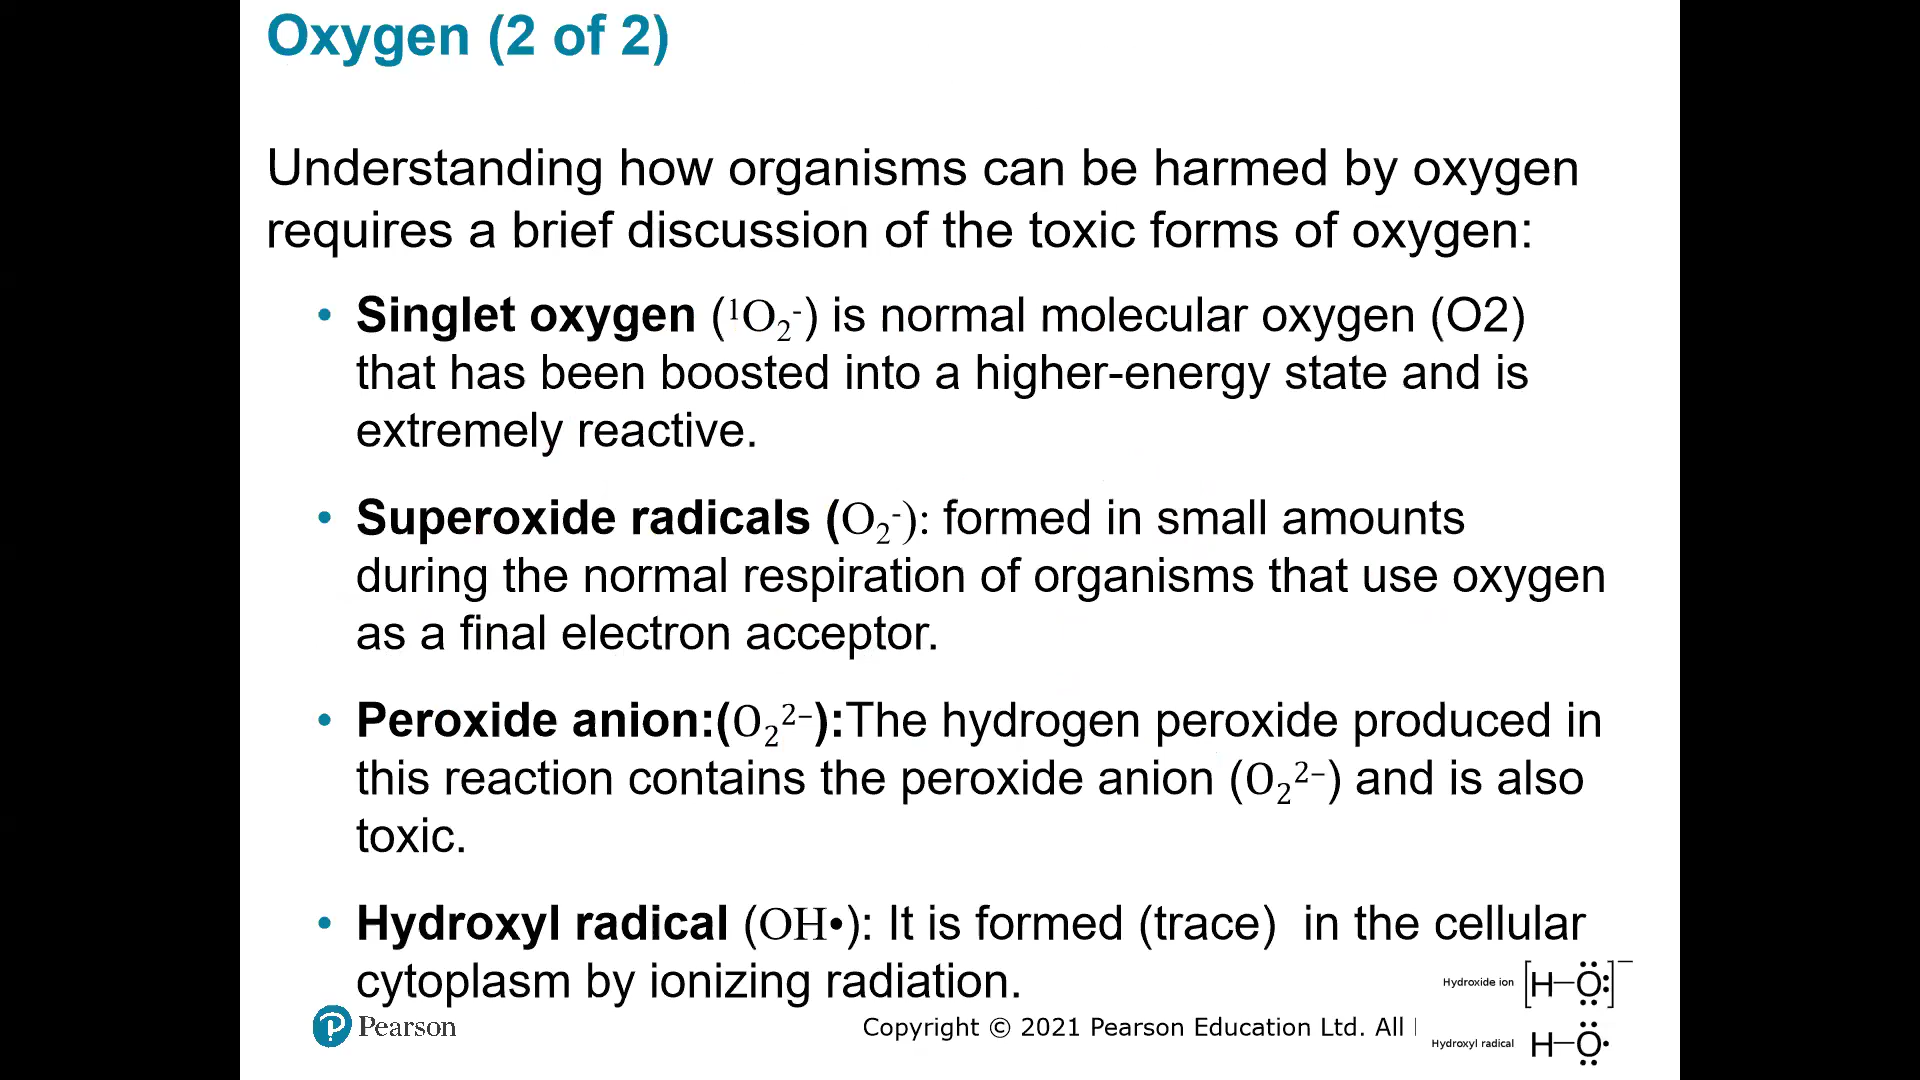 Oxygen (2 of 2)
Understanding how organisms can be harmed by oxygen
requires a brief discussion of the toxic forms of oxygen:
• Singlet oxygen (¹O₂⁻) is normal molecular oxygen (O2)
that has been boosted into a higher-energy state and is
extremely reactive.
• Superoxide radicals (O₂⁻): formed in small amounts
during the normal respiration of organisms that use oxygen
as a final electron acceptor.
• Peroxide anion:(O₂²⁻):The hydrogen peroxide produced in
this reaction contains the peroxide anion (O₂²⁻) and is also
toxic.
• Hydroxyl radical (OH•): It is formed (trace)  in the cellular
cytoplasm by ionizing radiation.
Hydroxide ion [H–Ö:]⁻
Pearson
Copyright © 2021 Pearson Education Ltd. All
Hydroxyl radical H–Ö•